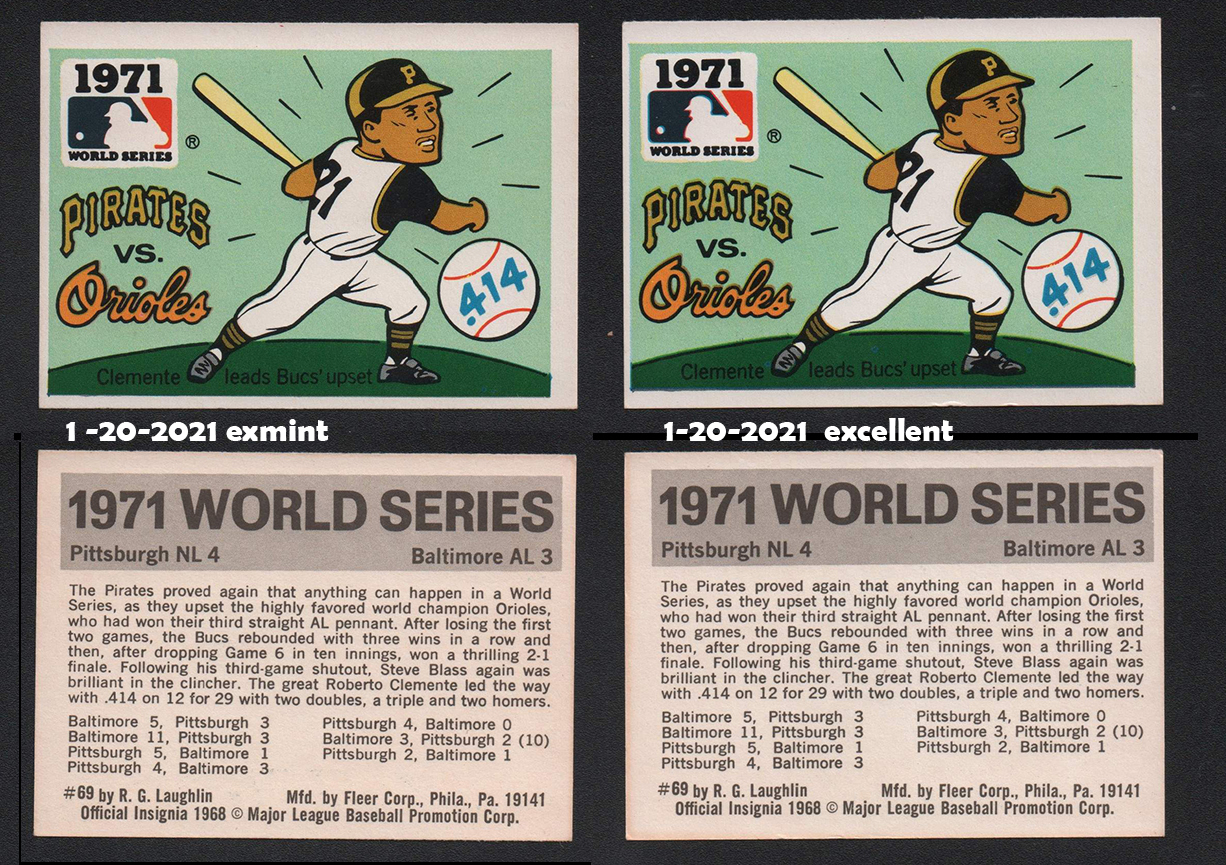 1971
WORLD SERIES
®
PIRATES
VS.
Orioles
P
21
.414
Clemente leads Bucs' upset
1971
WORLD SERIES
®
PIRATES
VS.
Orioles
P
21
.414
Clemente leads Bucs' upset
1 -20-2021 exmint
1-20-2021 excellent
1971 WORLD SERIES
Pittsburgh NL 4 Baltimore AL 3
The Pirates proved again that anything can happen in a World
Series, as they upset the highly favored world champion Orioles,
who had won their third straight AL pennant. After losing the first
two games, the Bucs rebounded with three wins in a row and
then, after dropping Game 6 in ten innings, won a thrilling 2-1
finale. Following his third-game shutout, Steve Blass again was
brilliant in the clincher. The great Roberto Clemente led the way
with .414 on 12 for 29 with two doubles, a triple and two homers.
Baltimore 5, Pittsburgh 3 Pittsburgh 4, Baltimore 0
Baltimore 11, Pittsburgh 3 Baltimore 3, Pittsburgh 2 (10)
Pittsburgh 5, Baltimore 1 Pittsburgh 2, Baltimore 1
Pittsburgh 4, Baltimore 3
#69 by R. G. Laughlin Mfd. by Fleer Corp., Phila., Pa. 19141
Official Insignia 1968 © Major League Baseball Promotion Corp.
1971 WORLD SERIES
Pittsburgh NL 4 Baltimore AL 3
The Pirates proved again that anything can happen in a World
Series, as they upset the highly favored world champion Orioles,
who had won their third straight AL pennant. After losing the first
two games, the Bucs rebounded with three wins in a row and
then, after dropping Game 6 in ten innings, won a thrilling 2-1
finale. Following his third-game shutout, Steve Blass again was
brilliant in the clincher. The great Roberto Clemente led the way
with .414 on 12 for 29 with two doubles, a triple and two homers.
Baltimore 5, Pittsburgh 3 Pittsburgh 4, Baltimore 0
Baltimore 11, Pittsburgh 3 Baltimore 3, Pittsburgh 2 (10)
Pittsburgh 5, Baltimore 1 Pittsburgh 2, Baltimore 1
Pittsburgh 4, Baltimore 3
#69 by R. G. Laughlin Mfd. by Fleer Corp., Phila., Pa. 19141
Official Insignia 1968 © Major League Baseball Promotion Corp.